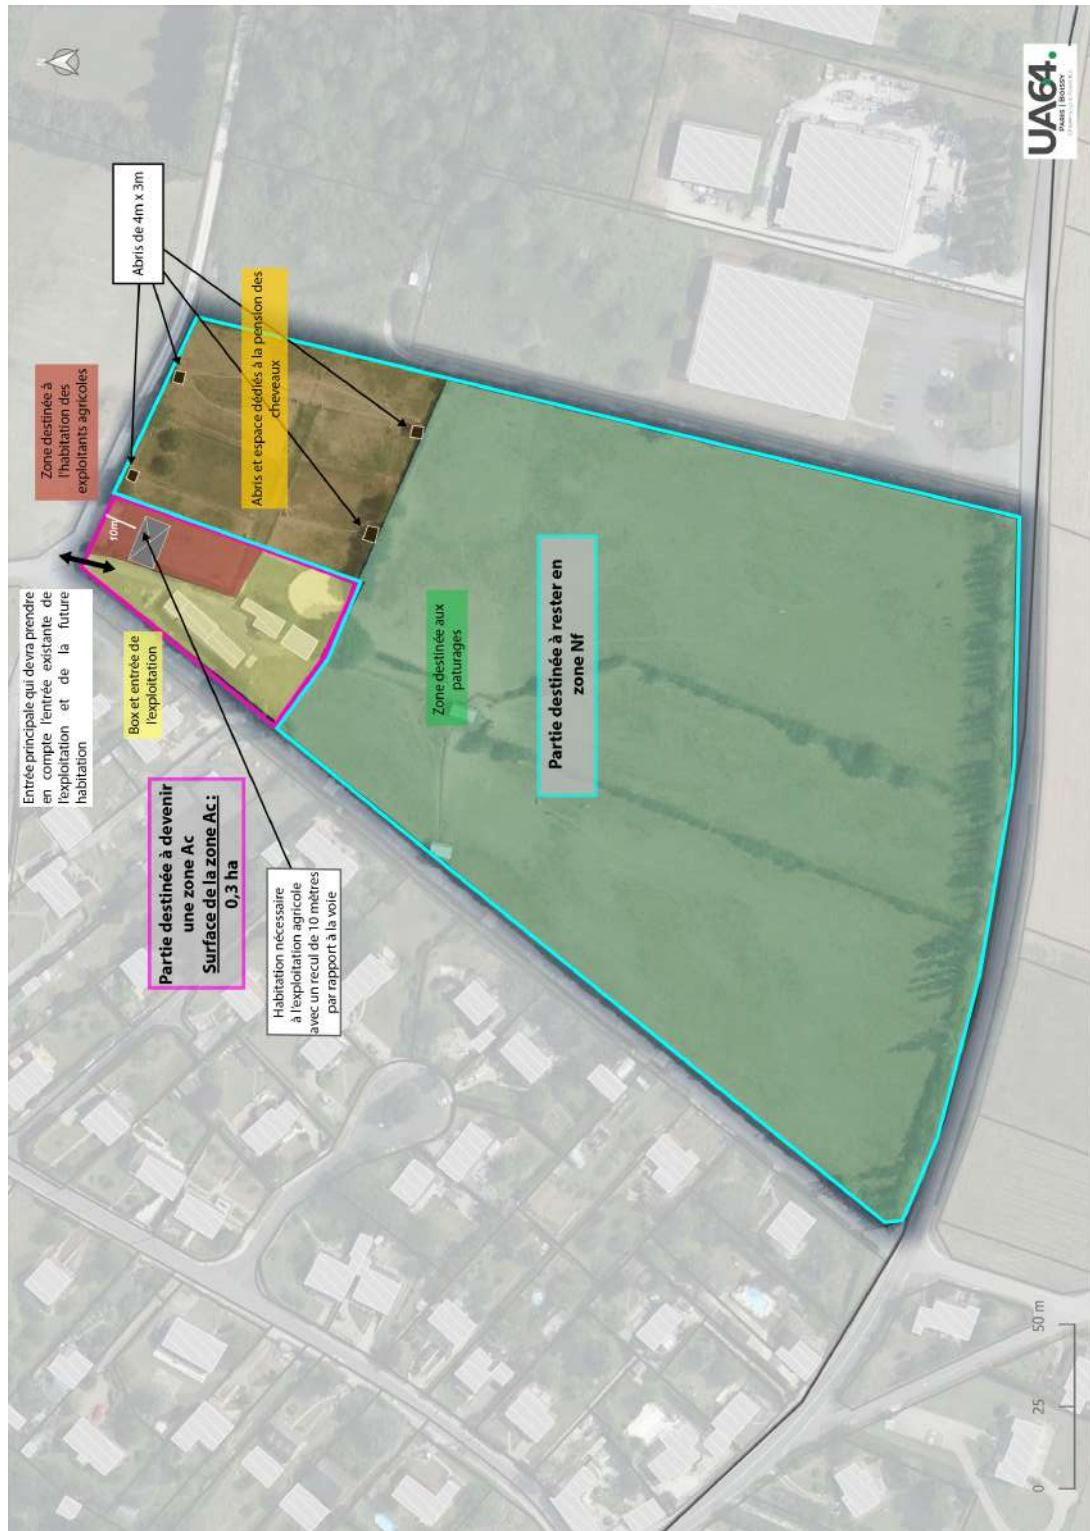 Entrée principale qui devra prendre
en compte l'entrée existante de
l'exploitation et de la future
habitation
Zone destinée à
l'habitation des
exploitants agricoles
Abris de 4m x 3m
10m
Box et entrée de
l'exploitation
Abris et espace dédiés à la pension des
cheveaux
Partie destinée à devenir
une zone Ac
Surface de la zone Ac :
0,3 ha
Habitation nécessaire
à l'exploitation agricole
avec un recul de 10 mètres
par rapport à la voie
Zone destinée aux
paturages
Partie destinée à rester en
zone Nf
0 25 50 m
UA64.
PARIS | BOISSY